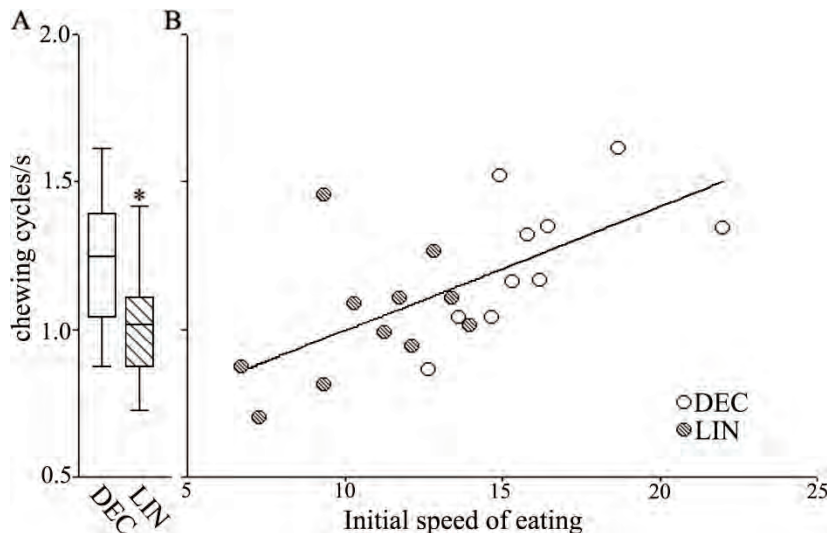 A
B
2.0
1.5
1.0
0.5
chewing cycles/s
*
DEC
LIN
5
10
15
20
25
Initial speed of eating
DEC
LIN